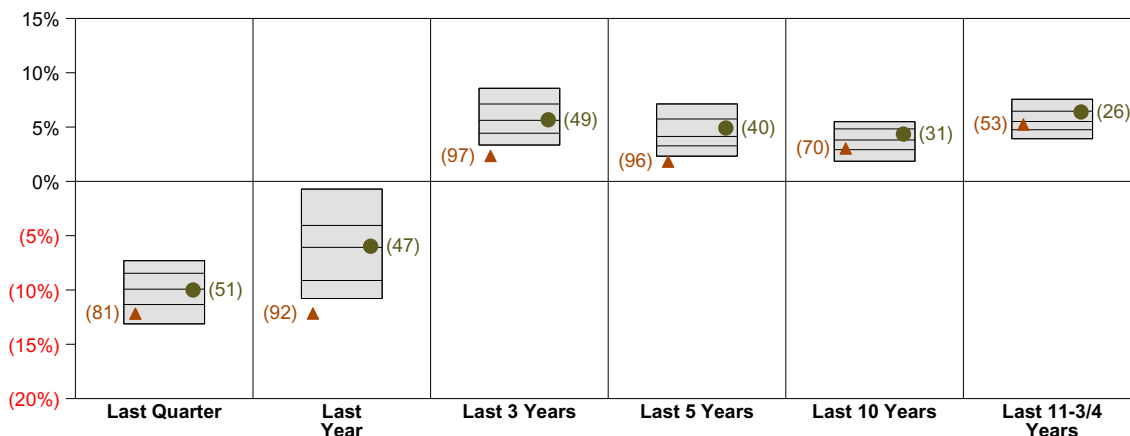 15%
10%
5%
0%
(5%)
(10%)
(15%)
(20%)
(81)
(51)
(92)
(47)
(97)
(49)
(96)
(40)
(70)
(31)
(53)
(26)
Last Quarter
Last
Year
Last 3 Years
Last 5 Years
Last 10 Years
Last 11-3/4
Years